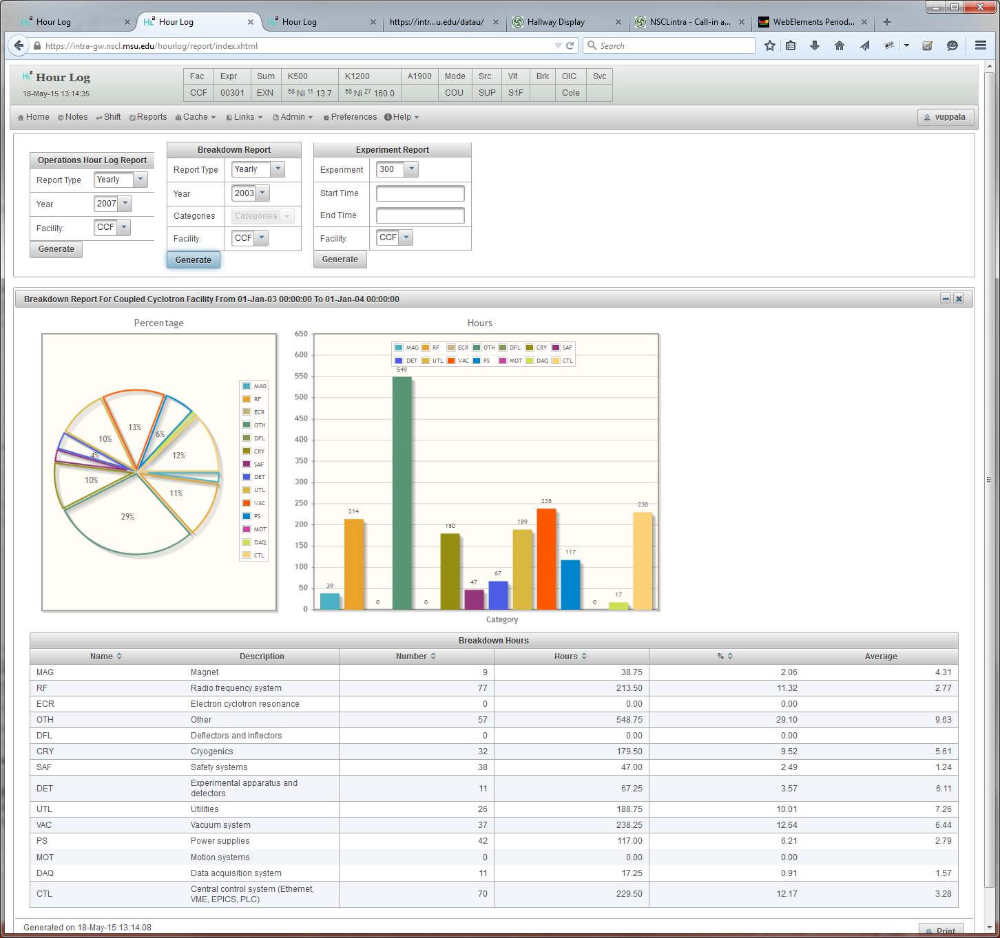 Hour Log
Hour Log
Hour Log
https://intr...u.edu/datau/
Hallway Display
NSCLintra - Call-in a...
WebElements Period...
https://intra-gw.nscl.msu.edu/hourlog/report/index.xhtml
Search
HL2 Hour Log
18-May-15 13:14:35
Fac Expr Sum K500 K1200 A1900 Mode Src Vlt Brk OIC Svc
CCF 00301 EXN 58 Ni 11 13.7 58 Ni 27 160.0 COU SUP S1F Cole
Home Notes Shift Reports Cache Links Admin Preferences Help vuppala
Operations Hour Log Report
Report Type Yearly
Year 2007
Facility: CCF
Generate
Breakdown Report
Report Type Yearly
Year 2003
Categories Categories
Facility: CCF
Generate
Experiment Report
Experiment 300
Start Time
End Time
Facility: CCF
Generate
Breakdown Report For Coupled Cyclotron Facility From 01-Jan-03 00:00:00 To 01-Jan-04 00:00:00
Percentage
13%
6%
10%
12%
4%
10%
11%
29%
MAG
RF
ECR
OTH
DFL
CRY
SAF
DET
UTL
VAC
PS
MOT
DAQ
CTL
Hours
650
600
550
500
450
400
350
300
250
200
150
100
50
0
MAG RF ECR OTH DFL CRY SAF
DET UTL VAC PS MOT DAQ CTL
39 214 0 549 0 180 47 67 189 238 117 0 17 230
Category
Breakdown Hours
Name Description Number Hours % Average
MAG Magnet 9 38.75 2.06 4.31
RF Radio frequency system 77 213.50 11.32 2.77
ECR Electron cyclotron resonance 0 0.00 0.00
OTH Other 57 548.75 29.10 9.63
DFL Deflectors and inflectors 0 0.00 0.00
CRY Cryogenics 32 179.50 9.52 5.61
SAF Safety systems 38 47.00 2.49 1.24
DET Experimental apparatus and detectors 11 67.25 3.57 6.11
UTL Utilities 26 188.75 10.01 7.26
VAC Vacuum system 37 238.25 12.64 6.44
PS Power supplies 42 117.00 6.21 2.79
MOT Motion systems 0 0.00 0.00
DAQ Data acquisition system 11 17.25 0.91 1.57
CTL Central control system (Ethernet, VME, EPICS, PLC) 70 229.50 12.17 3.28
Generated on 18-May-15 13:14:08
Print